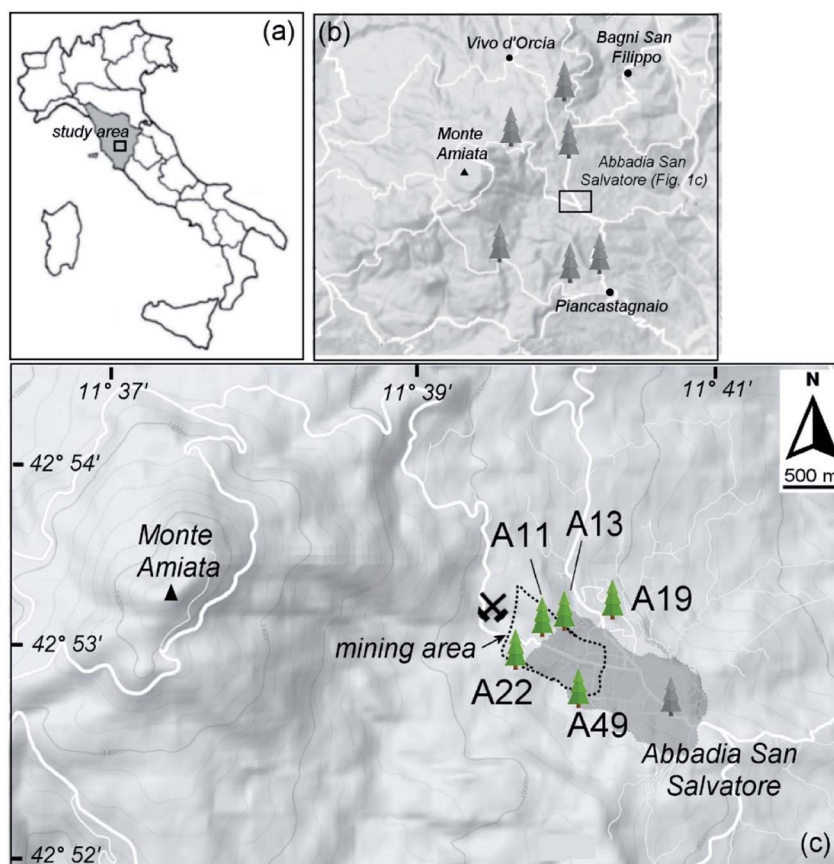 (a)
study area
(b)
Vivo d'Orcia
Bagni San
Filippo
Monte
Amiata
Abbadia San
Salvatore (Fig. 1c)
Piancastagnaio
11° 37'
11° 39'
11° 41'
N
500 m
42° 54'
Monte
Amiata
A11
A13
A19
42° 53'
mining area
A22
A49
Abbadia San
Salvatore
42° 52'
(c)